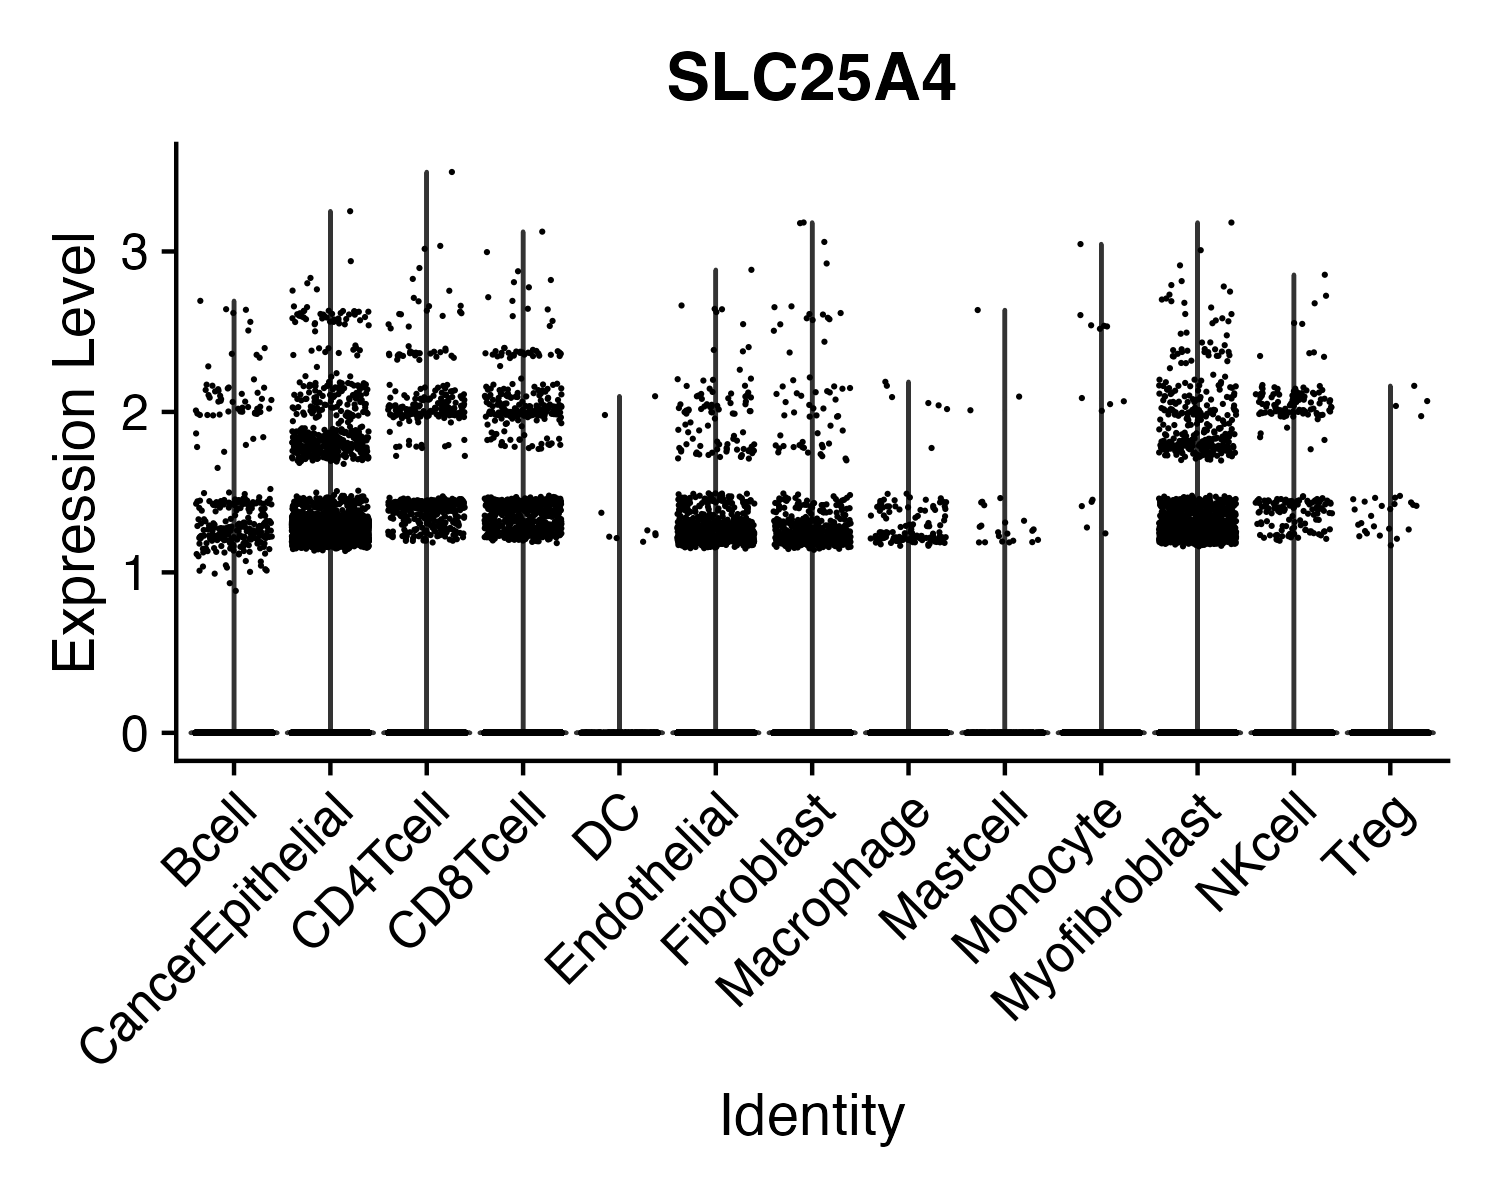 SLC25A4
Expression Level
3
2
1
0
Bcell
CancerEpithelial
CD4Tcell
CD8Tcell
DC
Endothelial
Fibroblast
Macrophage
Mastcell
Monocyte
Myofibroblast
NKcell
Treg
Identity